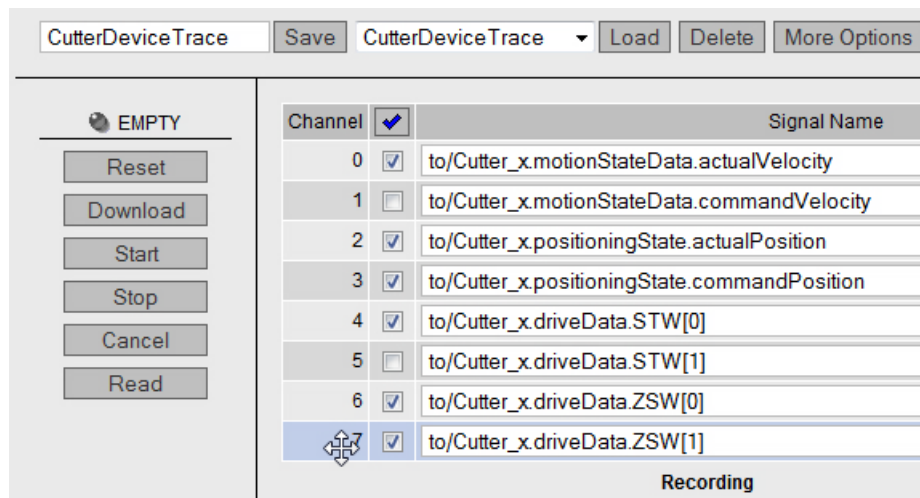 CutterDeviceTrace Save CutterDeviceTrace Load Delete More Options
EMPTY
Reset
Download
Start
Stop
Cancel
Read
Channel Signal Name
0 to/Cutter_x.motionStateData.actualVelocity
1 to/Cutter_x.motionStateData.commandVelocity
2 to/Cutter_x.positioningState.actualPosition
3 to/Cutter_x.positioningState.commandPosition
4 to/Cutter_x.driveData.STW[0]
5 to/Cutter_x.driveData.STW[1]
6 to/Cutter_x.driveData.ZSW[0]
7 to/Cutter_x.driveData.ZSW[1]
Recording